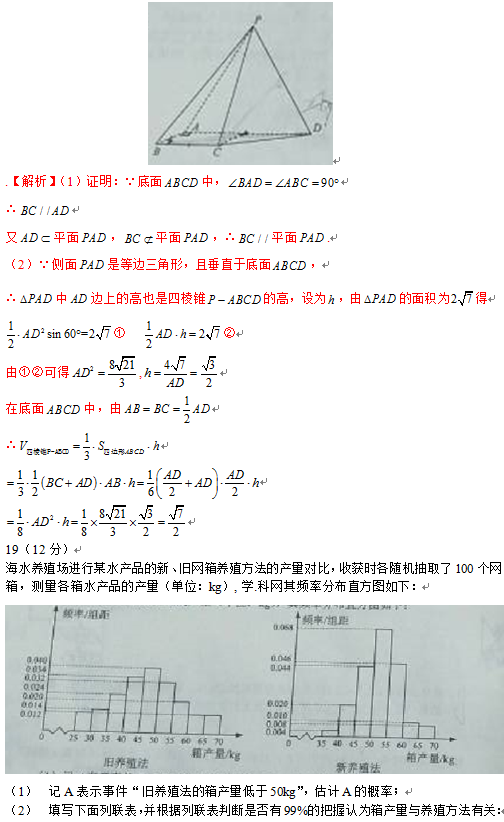 P
A
B
C
D
.【解析】(1)证明:∵底面ABCD中,∠BAD=∠ABC=90°
∴BC//AD
又AD⊂平面PAD,BC⊄平面PAD,∴BC//平面PAD.
(2)∵侧面PAD是等边三角形,且垂直于底面ABCD,
∴△PAD中AD边上的高也是四棱锥P-ABCD的高,设为h,由△PAD的面积为2√7得
1/2·AD²sin60°=2√7① 1/2AD·h=2√7②
由①②可得AD²=8√21/3,h=4√7/AD=√3/2
在底面ABCD中,由AB=BC=1/2AD
∴V四棱锥P-ABCD=1/3·S四边形ABCD·h
=1/3·1/2(BC+AD)·AB·h=1/6(AD/2+AD)·AD/2·h
=1/8·AD²·h=1/8×8√21/3×√3/2=√7/2
19(12分)
海水养殖场进行某水产品的新、旧网箱养殖方法的产量对比,收获时各随机抽取了100个网
箱,测量各箱水产品的产量(单位:kg),学.科网其频率分布直方图如下:
频率/组距
0.040
0.032
0.024
0.020
0.014
0.012
0 25 30 35 40 45 50 55 60 65 70
箱产量/kg
旧养殖法
频率/组距
0.068
0.046
0.044
0.020
0.010
0.008
0.004
0 35 40 45 50 55 60 65 70
箱产量/kg
新养殖法
(1) 记A表示事件“旧养殖法的箱产量低于50kg”,估计A的概率;
(2) 填写下面列联表,并根据列联表判断是否有99%的把握认为箱产量与养殖方法有关: